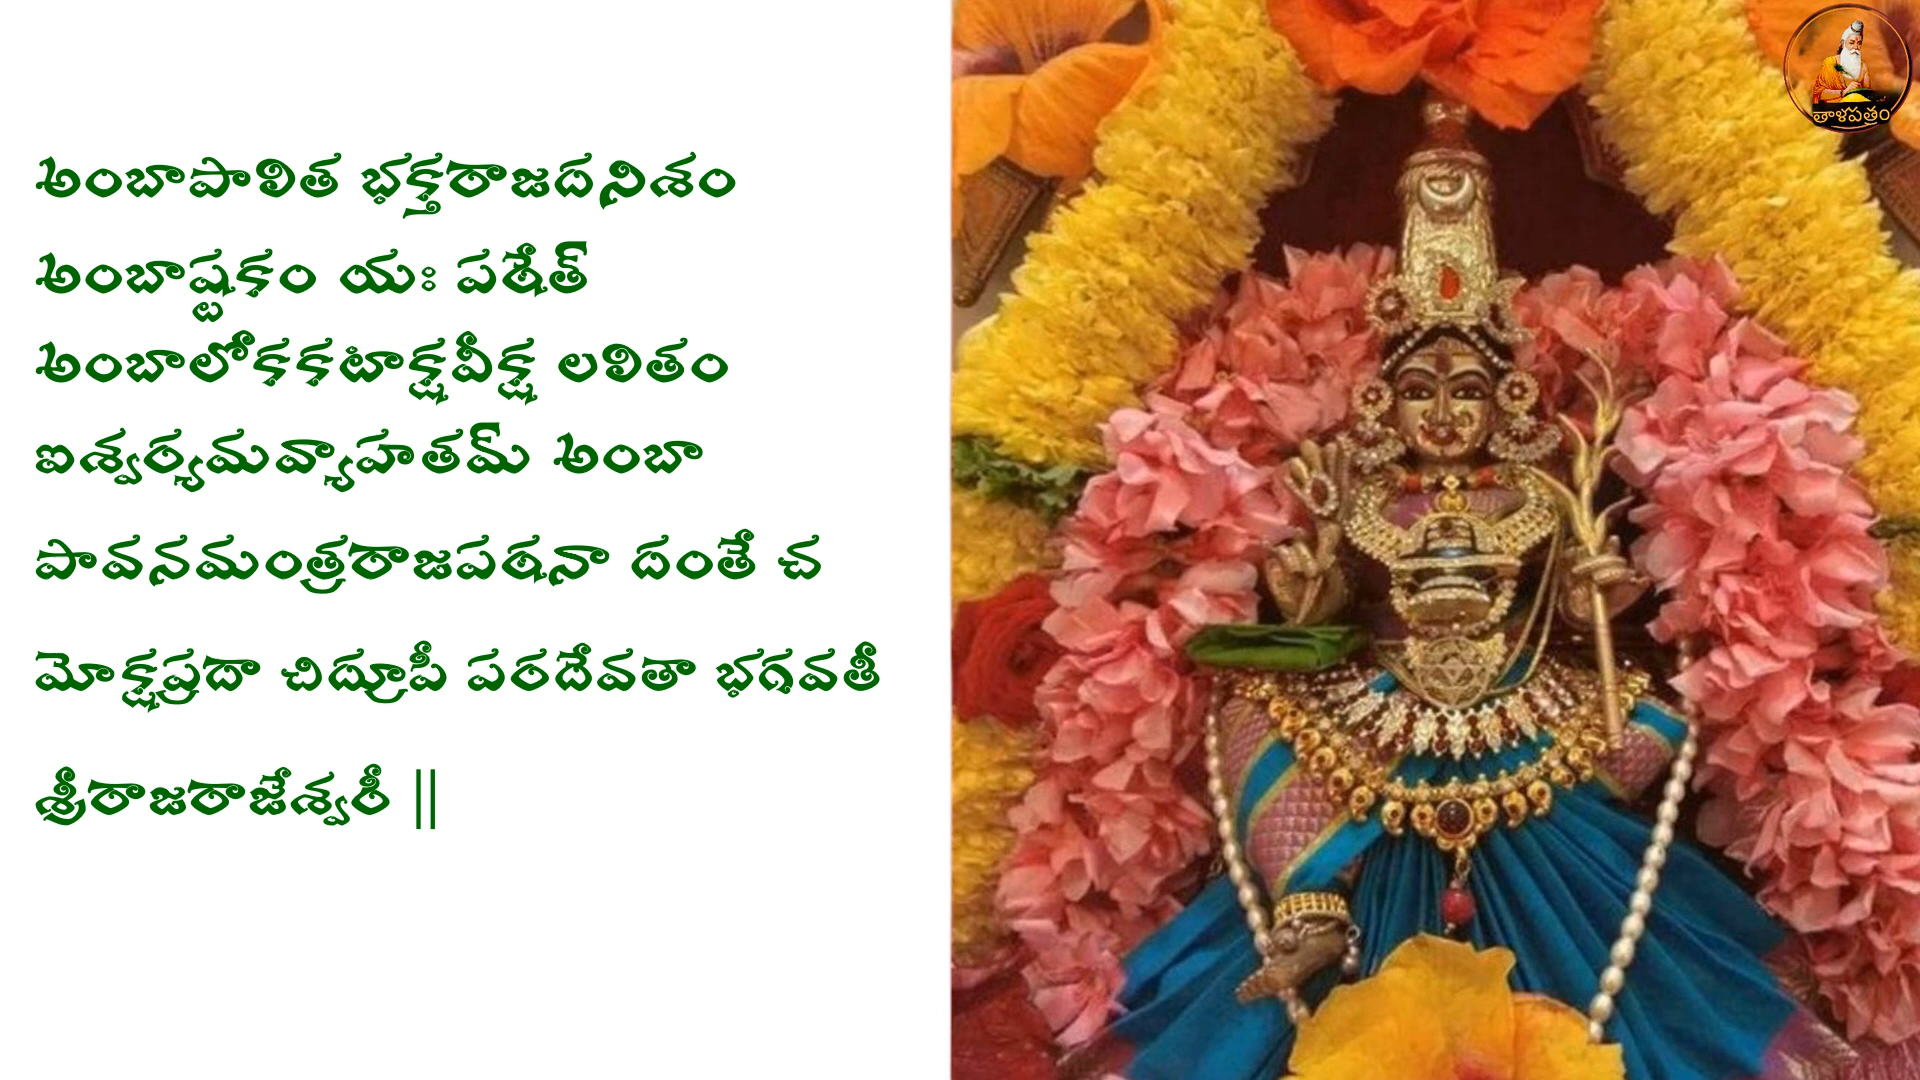 అంబాపాలిత భక్తరాజదనిశం
అంబాష్టకం యః పఠేత్
అంబాలోకకటాక్షవీక్ష లలితం
ఐశ్వర్యమవ్యాహతమ్ అంబా
పావనమంత్రరాజపఠనా దంతే చ
మోక్షప్రదా చిద్రూపీ పరదేవతా భగవతీ
శ్రీరాజరాజేశ్వరీ ||
తాళపత్రం